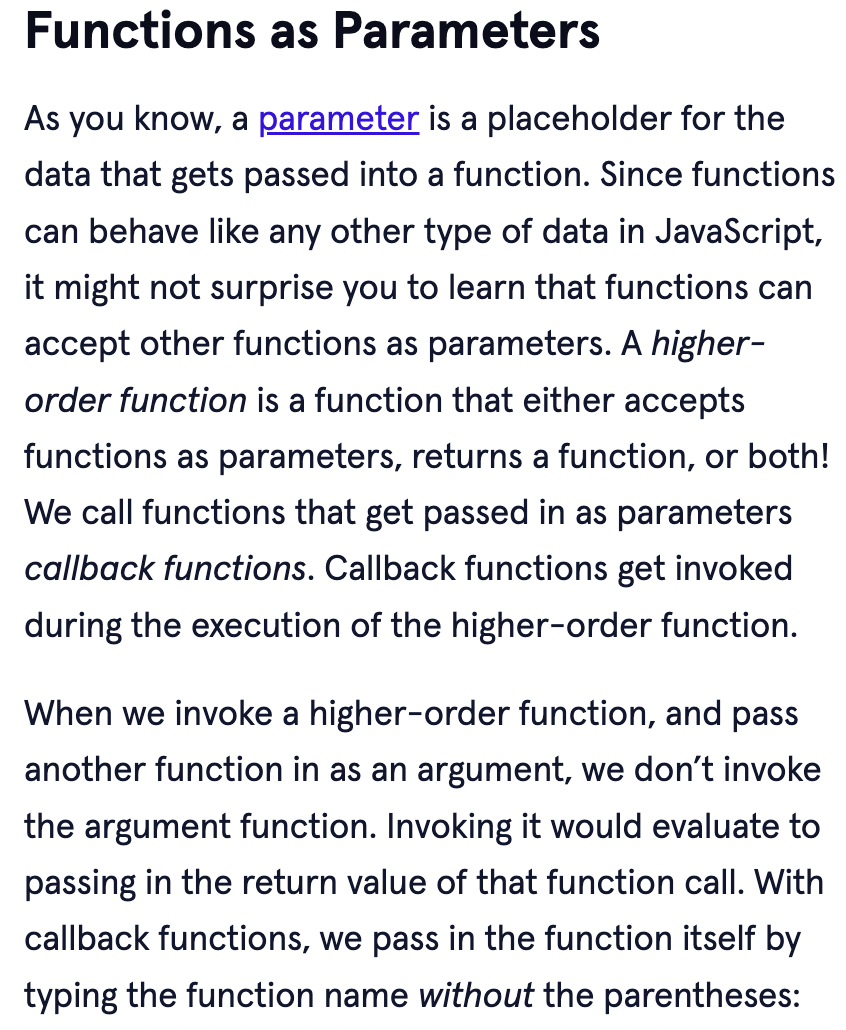 Functions as Parameters
As you know, a parameter is a placeholder for the
data that gets passed into a function. Since functions
can behave like any other type of data in JavaScript,
it might not surprise you to learn that functions can
accept other functions as parameters. A higher-
order function is a function that either accepts
functions as parameters, returns a function, or both!
We call functions that get passed in as parameters
callback functions. Callback functions get invoked
during the execution of the higher-order function.
When we invoke a higher-order function, and pass
another function in as an argument, we don’t invoke
the argument function. Invoking it would evaluate to
passing in the return value of that function call. With
callback functions, we pass in the function itself by
typing the function name without the parentheses: